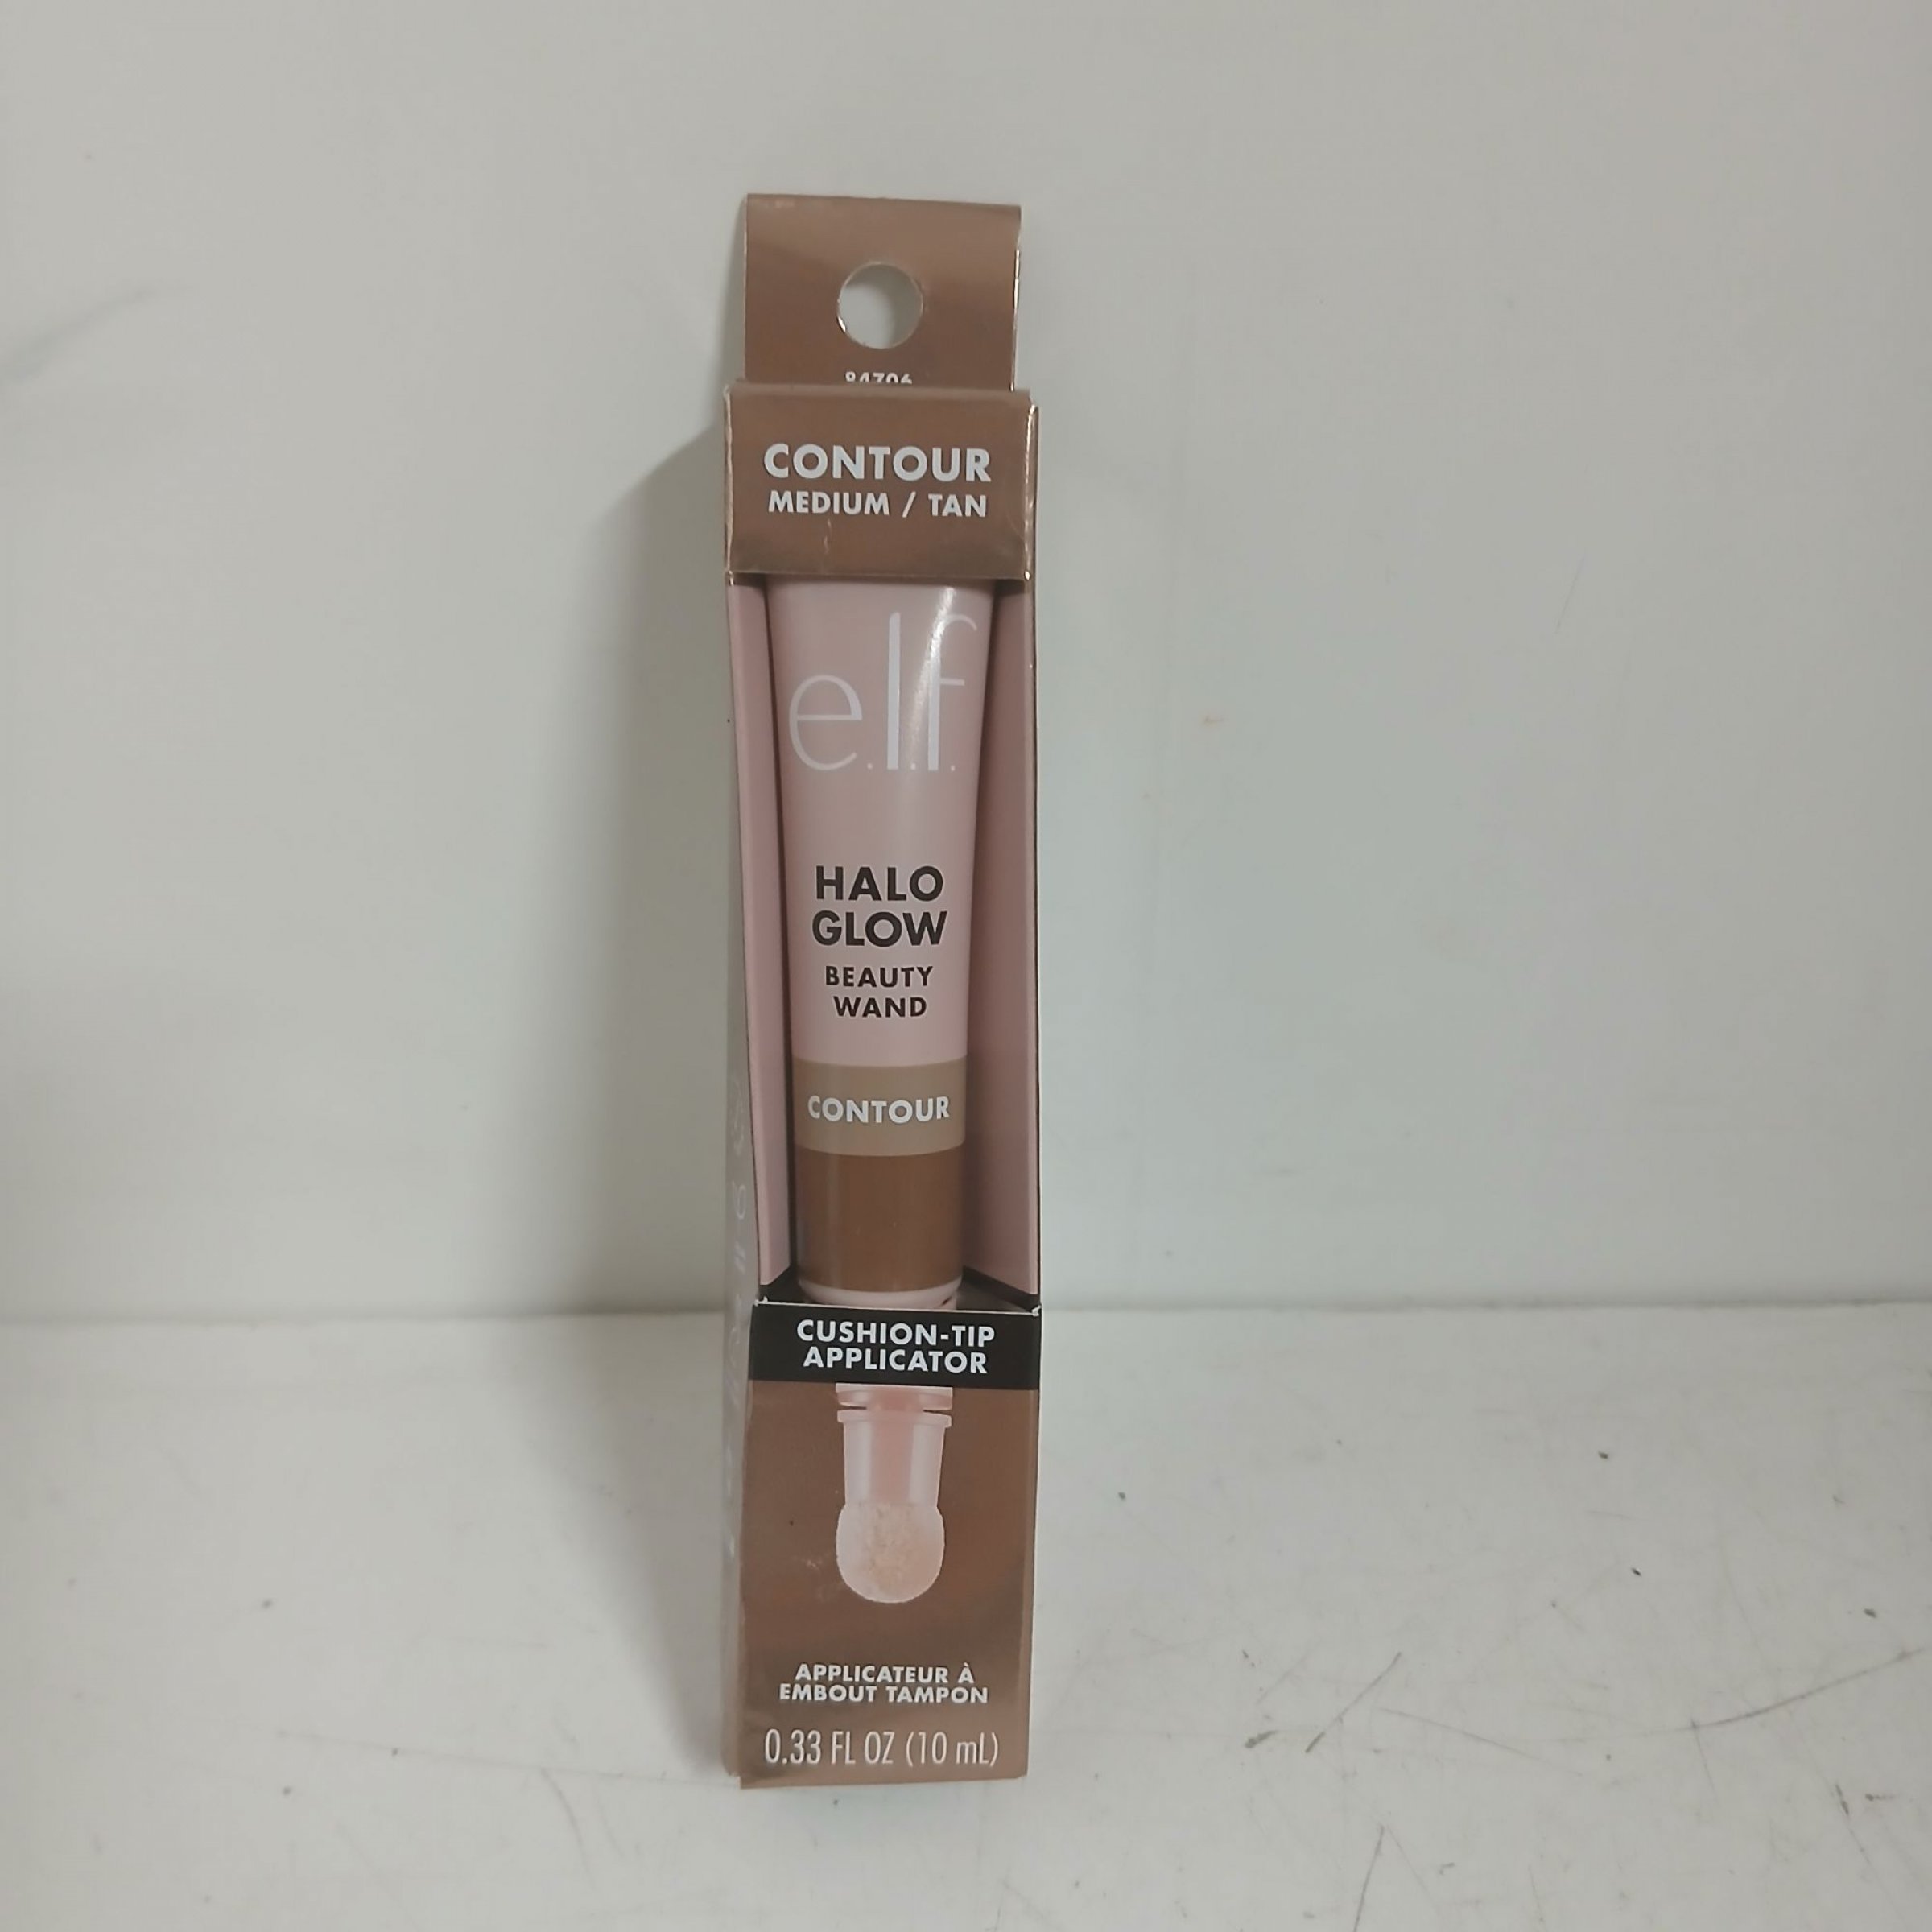 84706
CONTOUR
MEDIUM / TAN
e.l.f.
HALO
GLOW
BEAUTY
WAND
CONTOUR
CUSHION-TIP
APPLICATOR
APPLICATEUR À
EMBOUT TAMPON
0.33 FL OZ (10 mL)